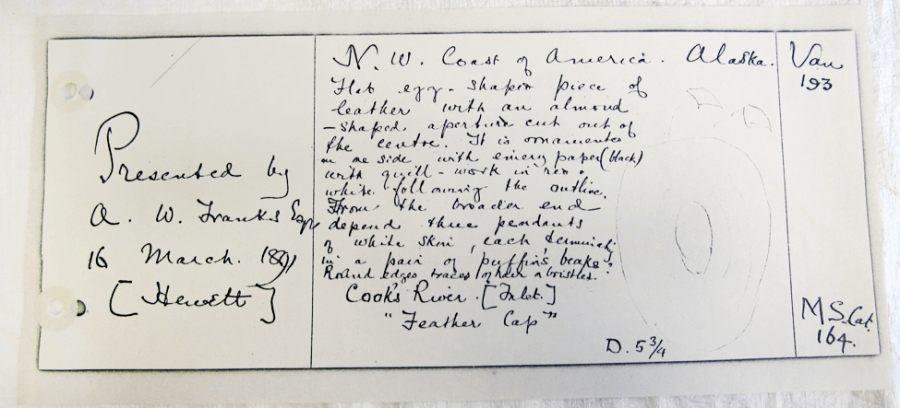 Presented by
A. W. Franks Esqr
16 March. 1891
[Hewett]
N. W. Coast of America. Alaska.
Flat egg-shaped piece of
leather with an almond
-shaped aperture cut out of
the centre. It is ornamented
on one side with emery paper (black)
with quill-work in red &
white following the outline.
From the broader end
depend three pendants
of white skin, each terminating
in a pair of puffin's beaks.
Round edges traces of hair & bristles.
Cook's River [Inlet.]
"Feather Cap"
D. 5 3/4
Van
193
MS. Cat.
164.